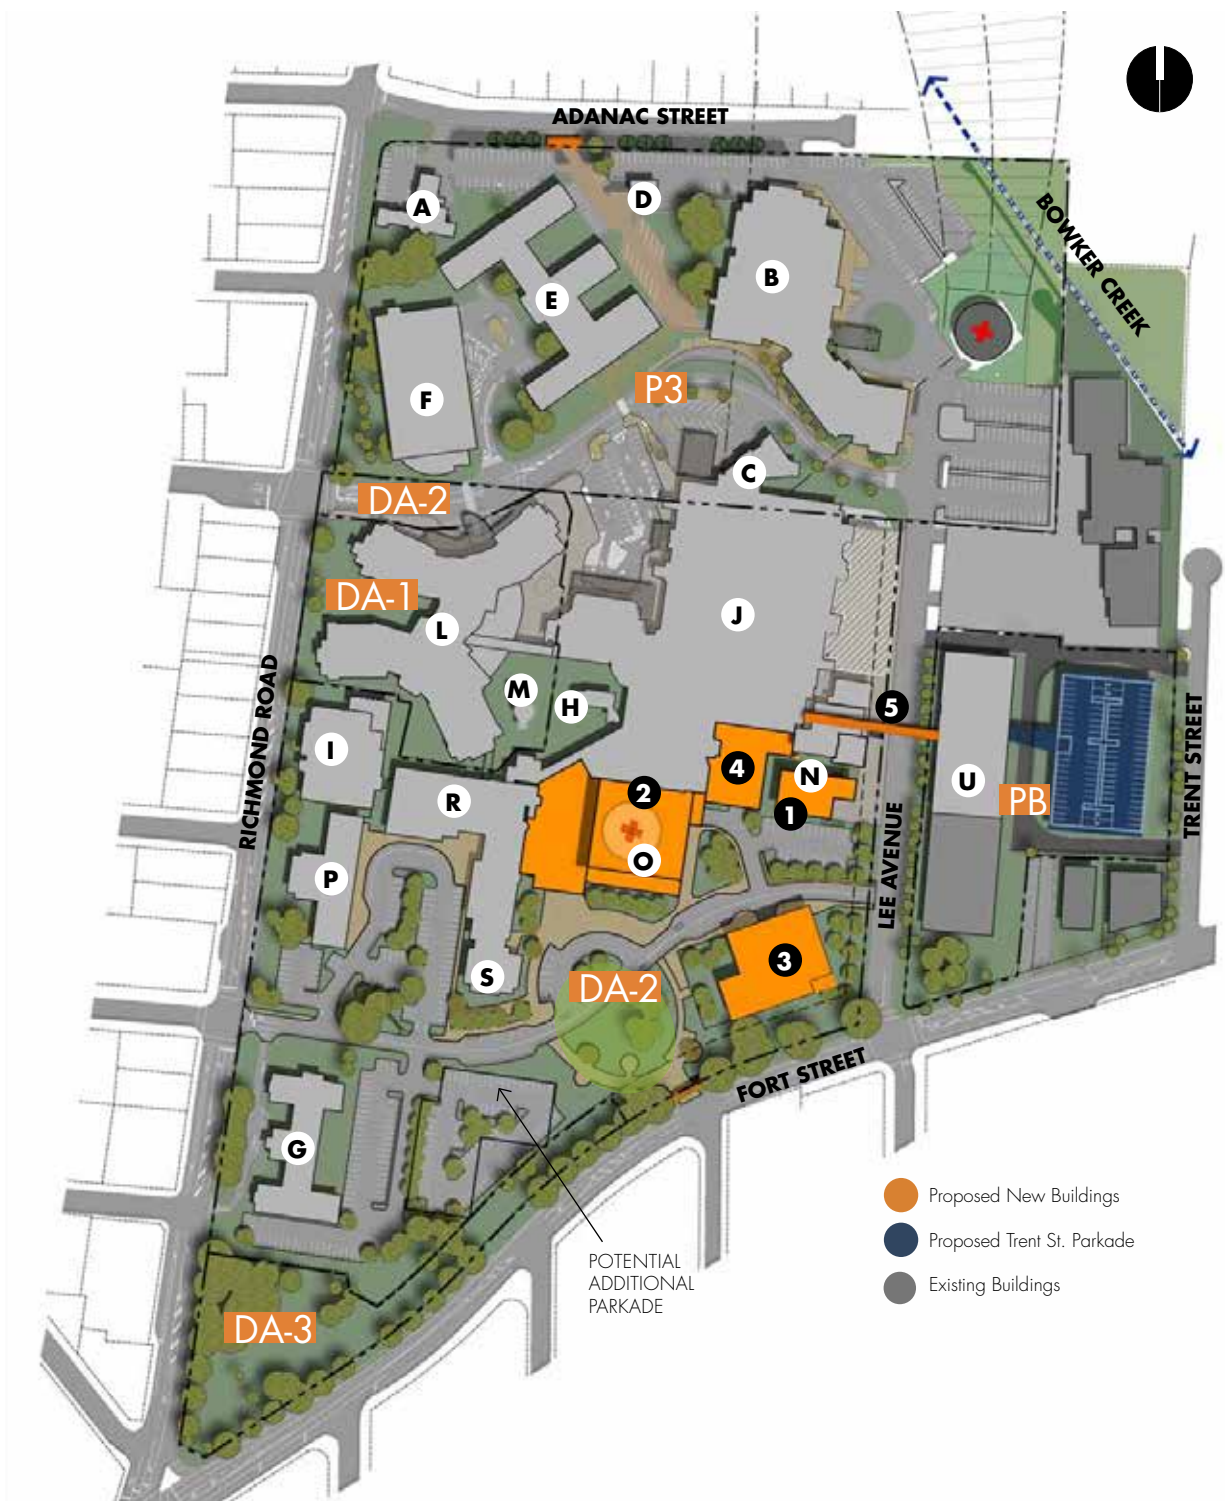 ADANAC STREET
A
D
BOWKER CREEK
B
E
P3
F
C
DA-2
DA-1
J
L
RICHMOND ROAD
M
H
5
TRENT STREET
I
4
N
U
2
R
PB
1
LEE AVENUE
O
P
3
S
DA-2
FORT STREET
G
Proposed New Buildings
Proposed Trent St. Parkade
Existing Buildings
POTENTIAL
ADDITIONAL
PARKADE
DA-3